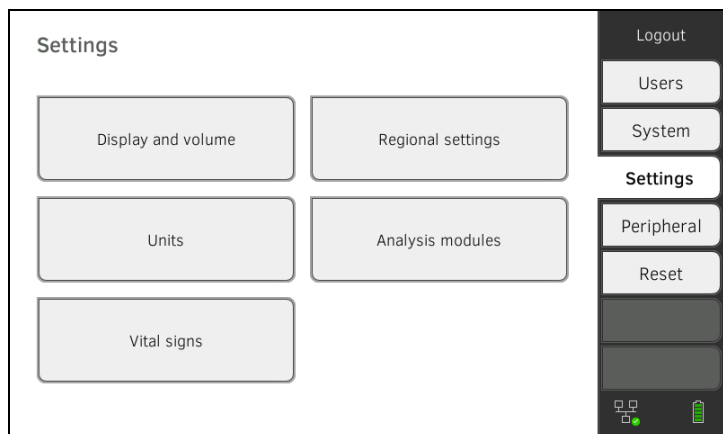 Settings
Display and volume
Regional settings
Units
Analysis modules
Vital signs
Logout
Users
System
Settings
Peripheral
Reset